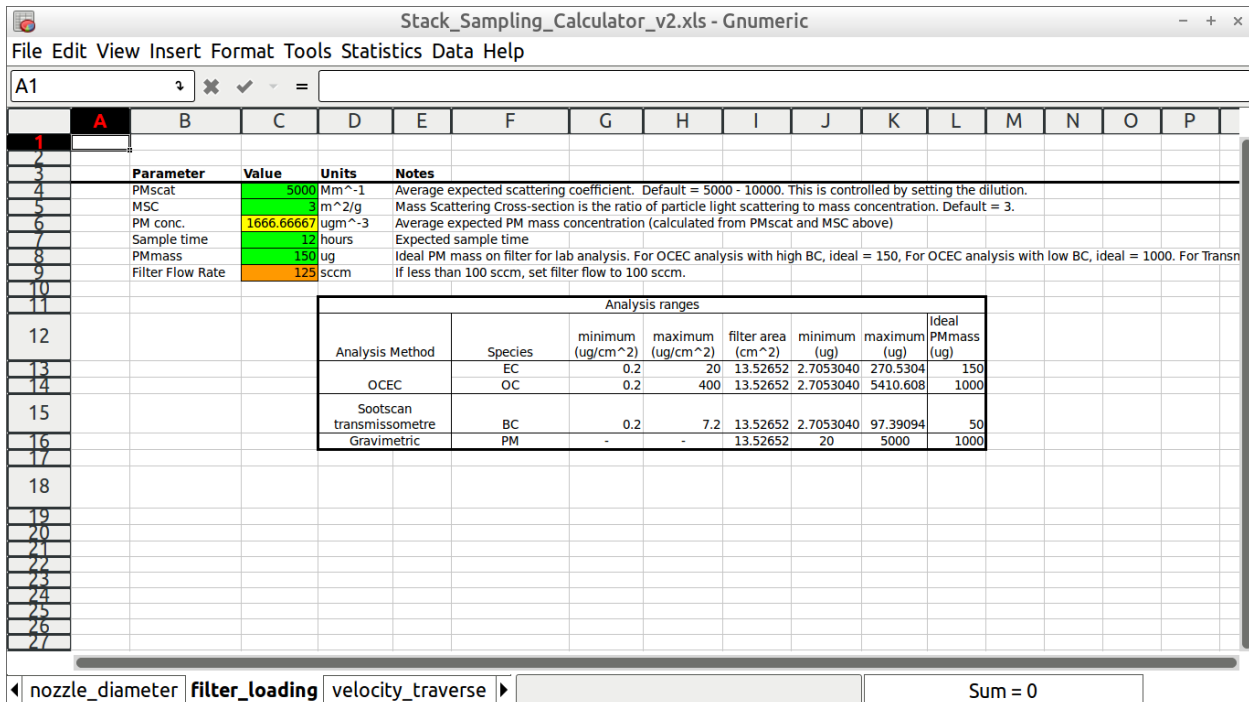 Stack_Sampling_Calculator_v2.xls - Gnumeric
File Edit View Insert Format Tools Statistics Data Help
A1 =
A B C D E F G H I J K L M N O P
1
2
3 Parameter Value Units Notes
4 PMscat 5000 Mm^-1 Average expected scattering coefficient. Default = 5000 - 10000. This is controlled by setting the dilution.
5 MSC 3 m^2/g Mass Scattering Cross-section is the ratio of particle light scattering to mass concentration. Default = 3.
6 PM conc. 1666.66667 ugm^-3 Average expected PM mass concentration (calculated from PMscat and MSC above)
7 Sample time 12 hours Expected sample time
8 PMmass 150 ug Ideal PM mass on filter for lab analysis. For OCEC analysis with high BC, ideal = 150, For OCEC analysis with low BC, ideal = 1000. For Transn
9 Filter Flow Rate 125 sccm If less than 100 sccm, set filter flow to 100 sccm.
10
11 Analysis ranges
12 Analysis Method Species minimum (ug/cm^2) maximum (ug/cm^2) filter area (cm^2) minimum (ug) maximum (ug) Ideal PMmass (ug)
13 EC 0.2 20 13.52652 2.7053040 270.5304 150
14 OCEC OC 0.2 400 13.52652 2.7053040 5410.608 1000
15 Sootscan transmissometre BC 0.2 7.2 13.52652 2.7053040 97.39094 50
16 Gravimetric PM - - 13.52652 20 5000 1000
17
18
19
20
21
22
23
24
25
26
27
nozzle_diameter filter_loading velocity_traverse Sum = 0